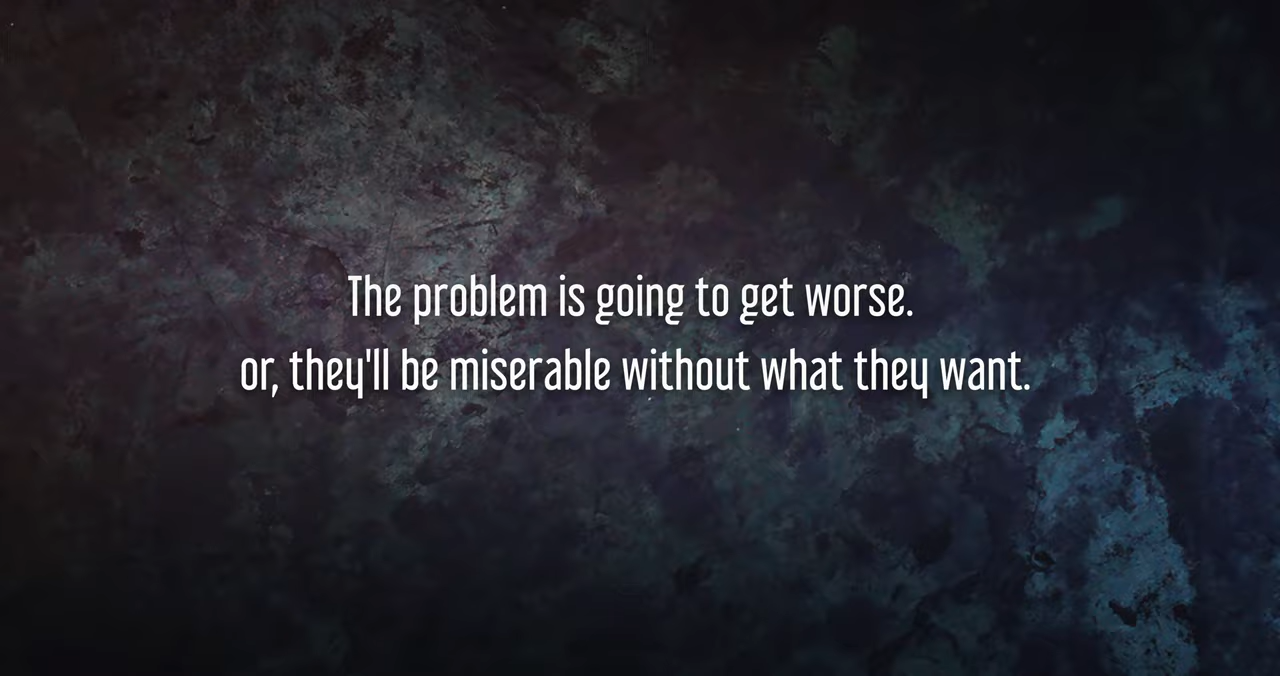 The problem is going to get worse.
or, they'll be miserable without what they want.